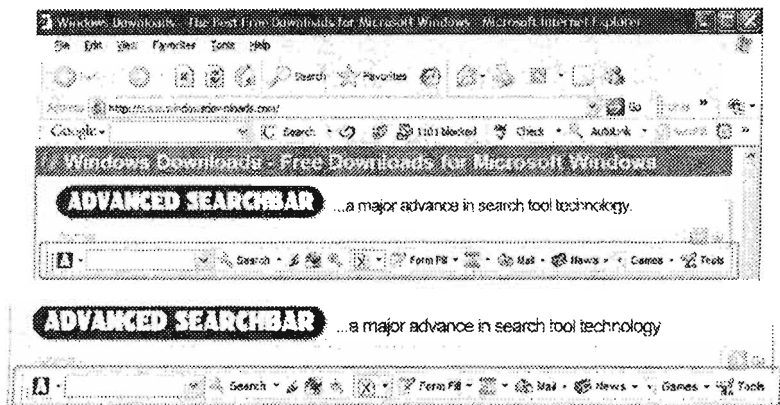 Windows Downloads - The Best Free Downloads for Microsoft Windows - Microsoft Internet Explorer
File Edit View Favorites Tools Help
Search Favorites
Go
Google Search 1101 blocked Check AutoLink
Windows Downloads - Free Downloads for Microsoft Windows
ADVANCED SEARCHBAR ...a major advance in search tool technology.
A Search Form Fill Mail News Games Tools
ADVANCED SEARCHBAR ...a major advance in search tool technology
A Search Form Fill Mail News Games Tools